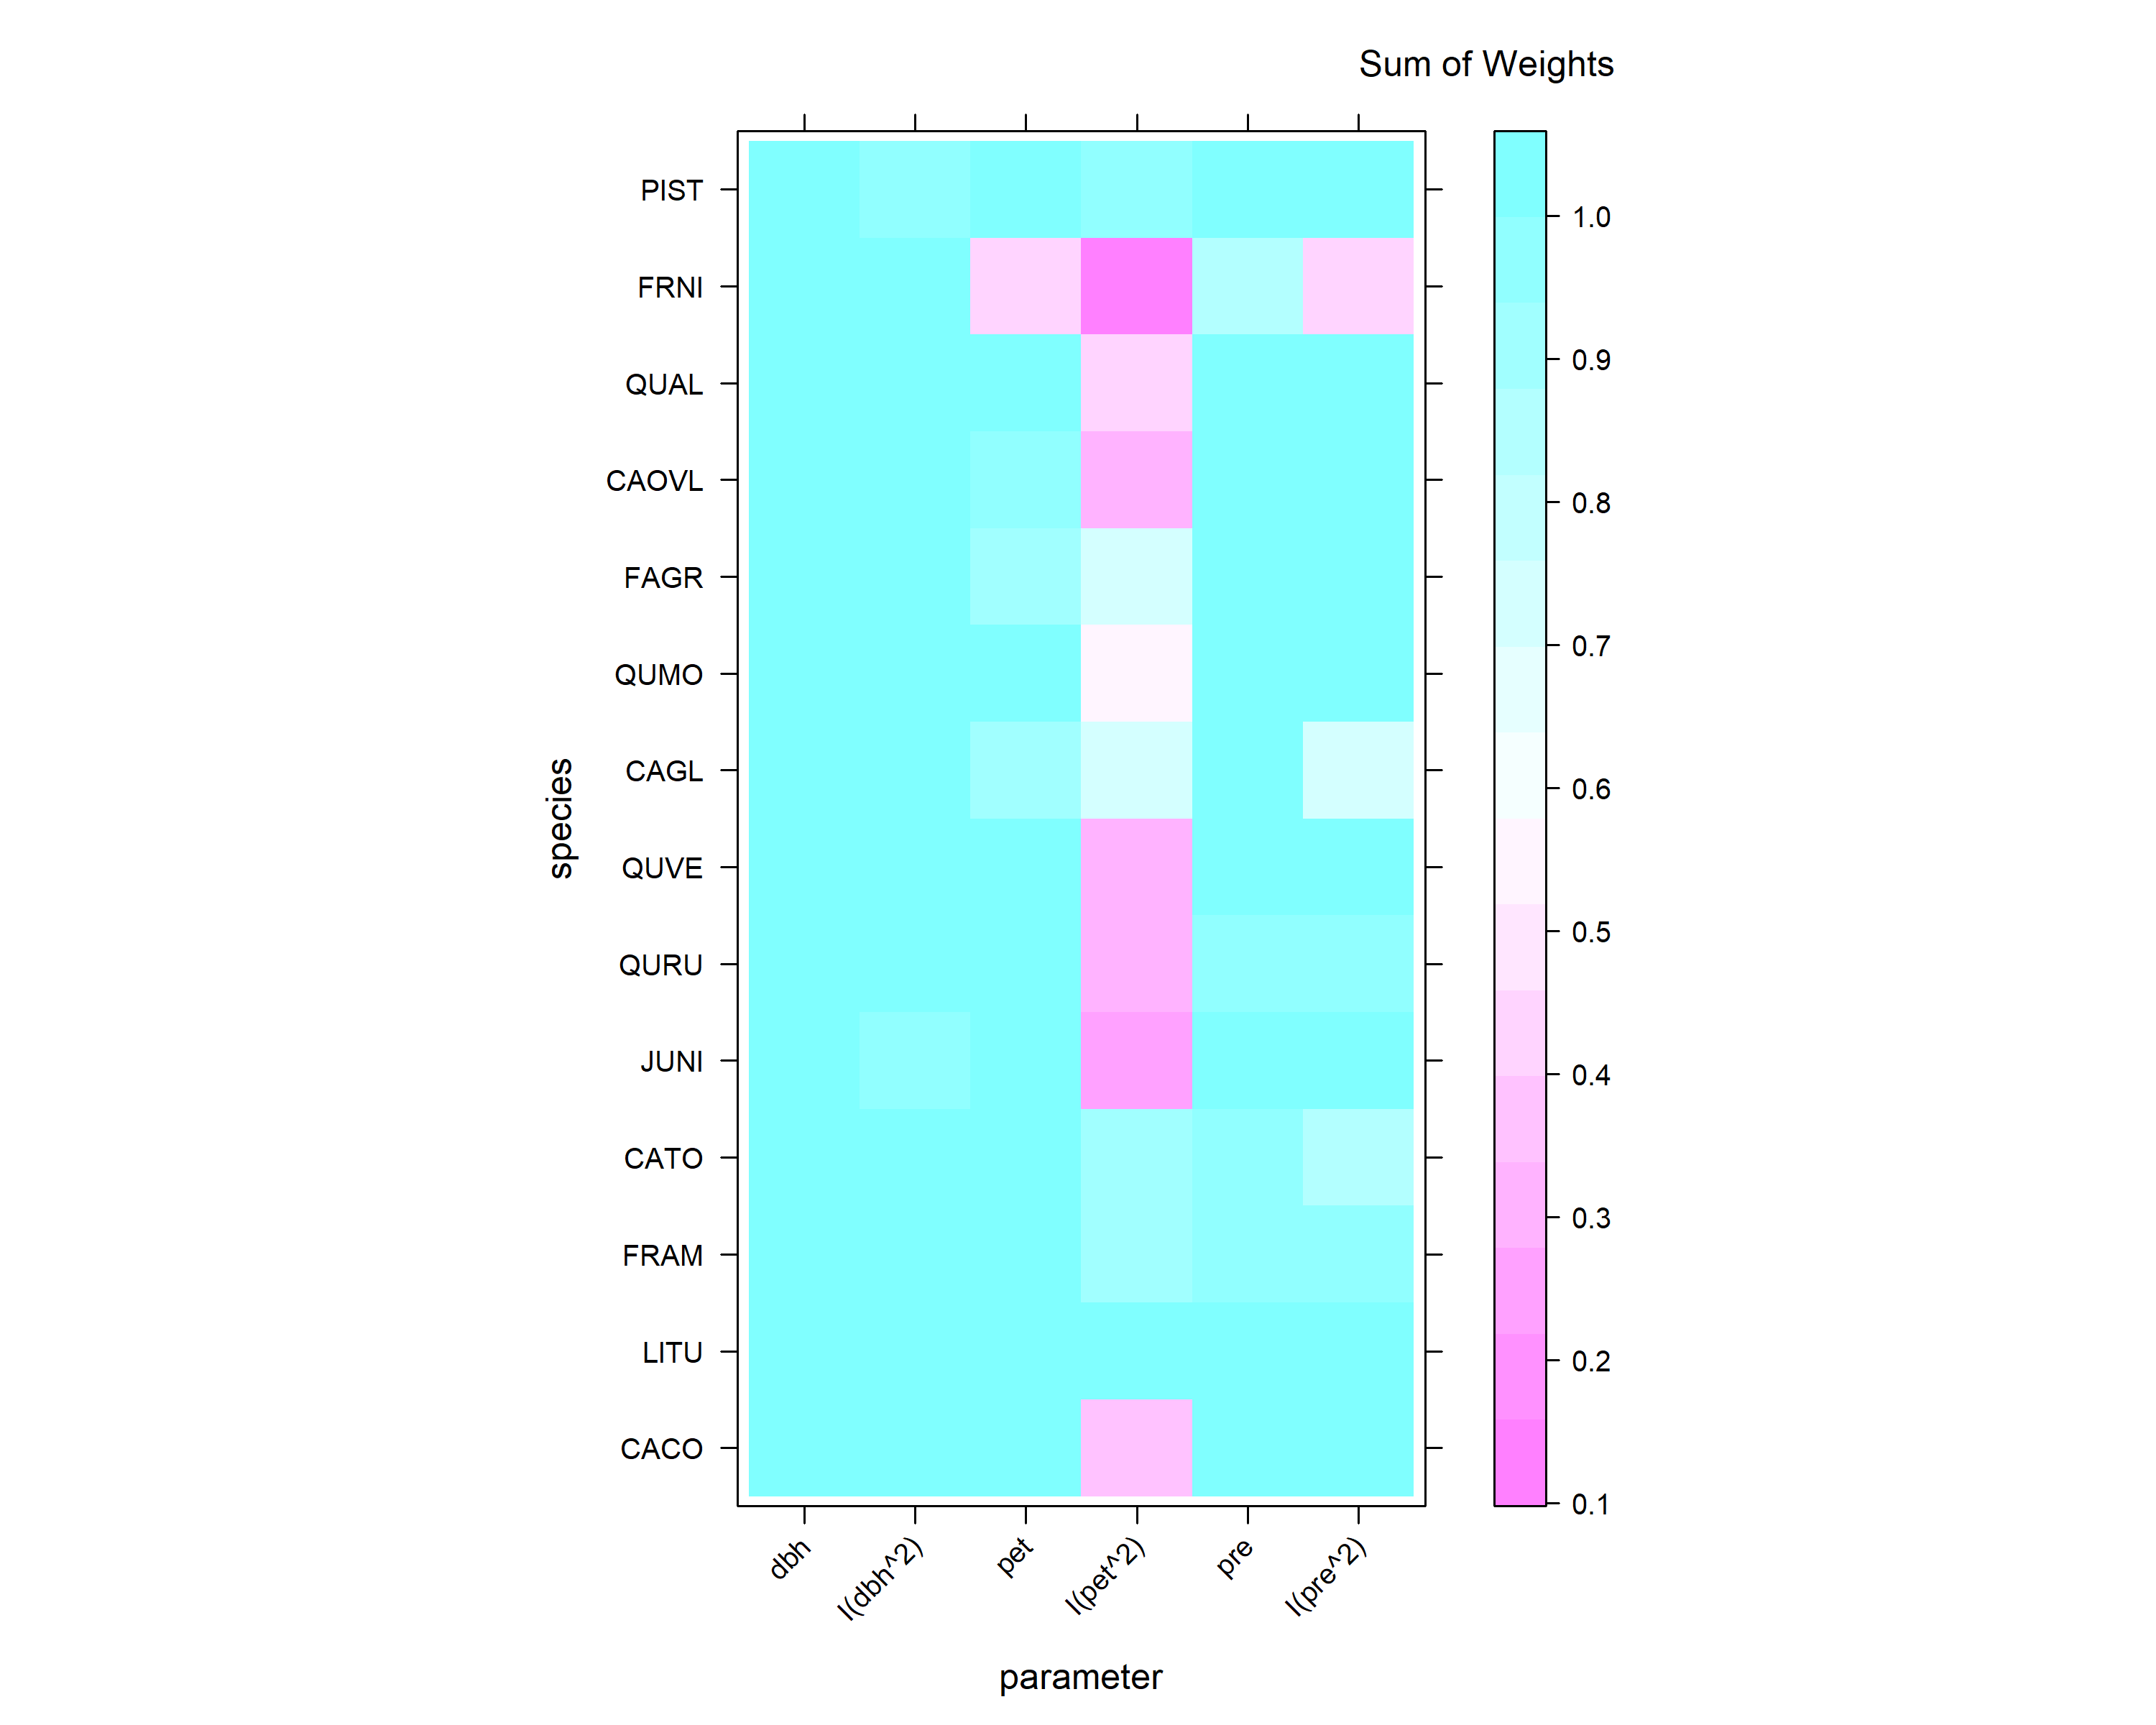 Sum of Weights
PIST
FRNI
QUAL
CAOVL
FAGR
QUMO
CAGL
QUVE
QURU
JUNI
CATO
FRAM
LITU
CACO
species
dbh
I(dbh^2)
pet
I(pet^2)
pre
I(pre^2)
parameter
1.0
0.9
0.8
0.7
0.6
0.5
0.4
0.3
0.2
0.1